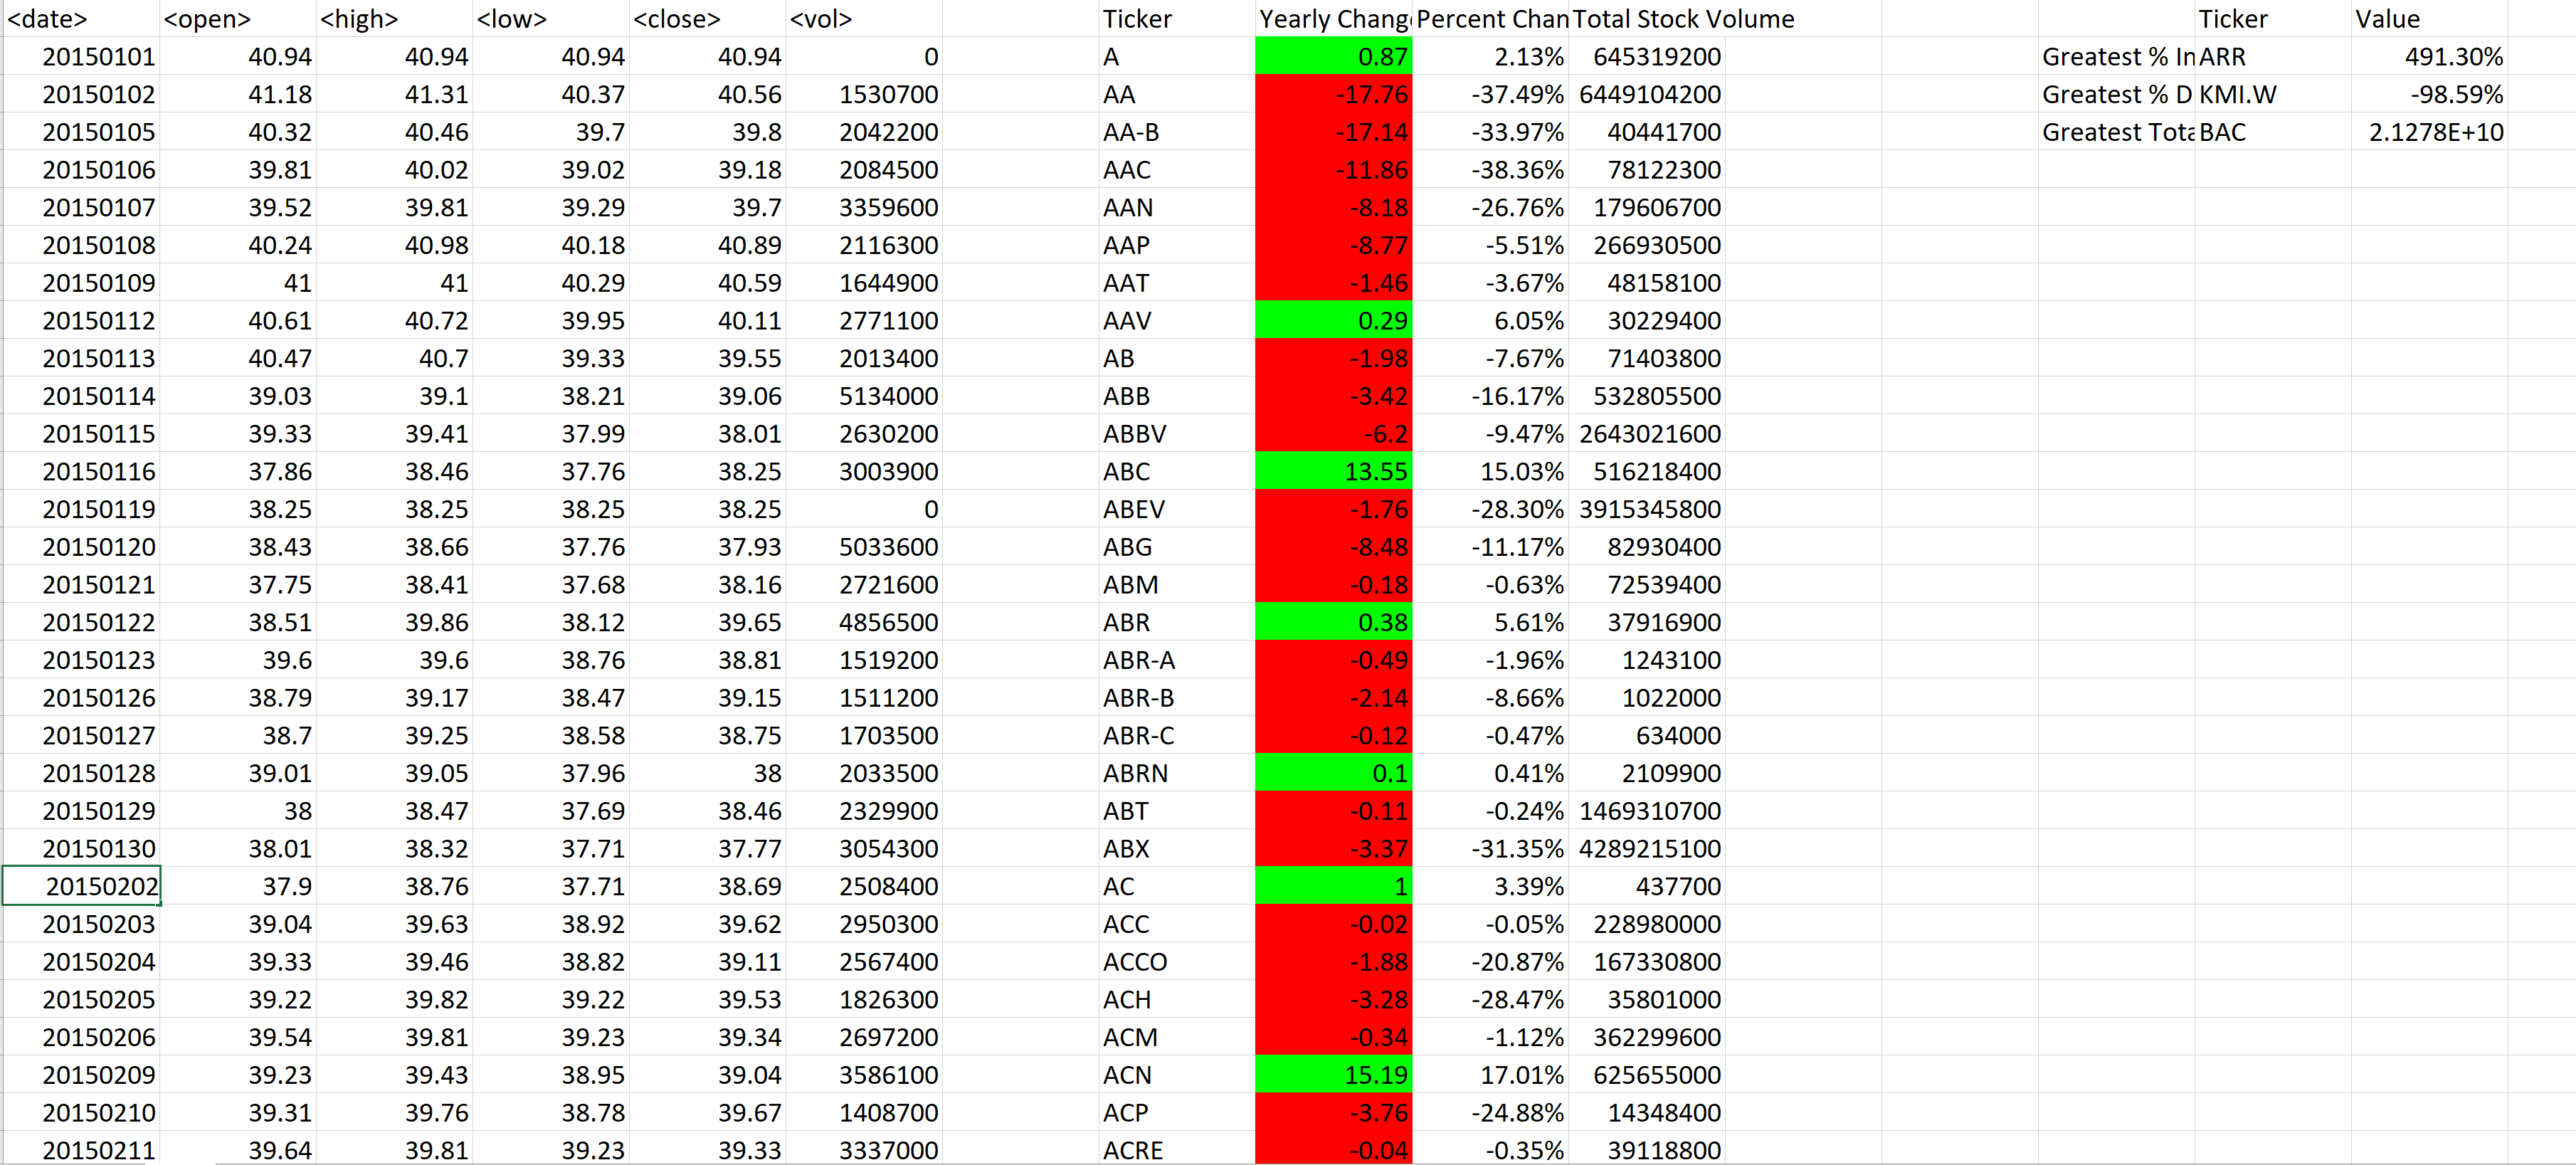 <date> <open> <high> <low> <close> <vol> Ticker Yearly Change Percent Chan Total Stock Volume Ticker Value
20150101 40.94 40.94 40.94 40.94 0 A 0.87 2.13% 645319200 Greatest % In ARR 491.30%
20150102 41.18 41.31 40.37 40.56 1530700 AA -17.76 -37.49% 6449104200 Greatest % D KMI.W -98.59%
20150105 40.32 40.46 39.7 39.8 2042200 AA-B -17.14 -33.97% 40441700 Greatest Tota BAC 2.1278E+10
20150106 39.81 40.02 39.02 39.18 2084500 AAC -11.86 -38.36% 78122300
20150107 39.52 39.81 39.29 39.7 3359600 AAN -8.18 -26.76% 179606700
20150108 40.24 40.98 40.18 40.89 2116300 AAP -8.77 -5.51% 266930500
20150109 41 41 40.29 40.59 1644900 AAT -1.46 -3.67% 48158100
20150112 40.61 40.72 39.95 40.11 2771100 AAV 0.29 6.05% 30229400
20150113 40.47 40.7 39.33 39.55 2013400 AB -1.98 -7.67% 71403800
20150114 39.03 39.1 38.21 39.06 5134000 ABB -3.42 -16.17% 532805500
20150115 39.33 39.41 37.99 38.01 2630200 ABBV -6.2 -9.47% 2643021600
20150116 37.86 38.46 37.76 38.25 3003900 ABC 13.55 15.03% 516218400
20150119 38.25 38.25 38.25 38.25 0 ABEV -1.76 -28.30% 3915345800
20150120 38.43 38.66 37.76 37.93 5033600 ABG -8.48 -11.17% 82930400
20150121 37.75 38.41 37.68 38.16 2721600 ABM -0.18 -0.63% 72539400
20150122 38.51 39.86 38.12 39.65 4856500 ABR 0.38 5.61% 37916900
20150123 39.6 39.6 38.76 38.81 1519200 ABR-A -0.49 -1.96% 1243100
20150126 38.79 39.17 38.47 39.15 1511200 ABR-B -2.14 -8.66% 1022000
20150127 38.7 39.25 38.58 38.75 1703500 ABR-C -0.12 -0.47% 634000
20150128 39.01 39.05 37.96 38 2033500 ABRN 0.1 0.41% 2109900
20150129 38 38.47 37.69 38.46 2329900 ABT -0.11 -0.24% 1469310700
20150130 38.01 38.32 37.71 37.77 3054300 ABX -3.37 -31.35% 4289215100
20150202 37.9 38.76 37.71 38.69 2508400 AC 1 3.39% 437700
20150203 39.04 39.63 38.92 39.62 2950300 ACC -0.02 -0.05% 228980000
20150204 39.33 39.46 38.82 39.11 2567400 ACCO -1.88 -20.87% 167330800
20150205 39.22 39.82 39.22 39.53 1826300 ACH -3.28 -28.47% 35801000
20150206 39.54 39.81 39.23 39.34 2697200 ACM -0.34 -1.12% 362299600
20150209 39.23 39.43 38.95 39.04 3586100 ACN 15.19 17.01% 625655000
20150210 39.31 39.76 38.78 39.67 1408700 ACP -3.76 -24.88% 14348400
20150211 39.64 39.81 39.23 39.33 3337000 ACRE -0.04 -0.35% 39118800